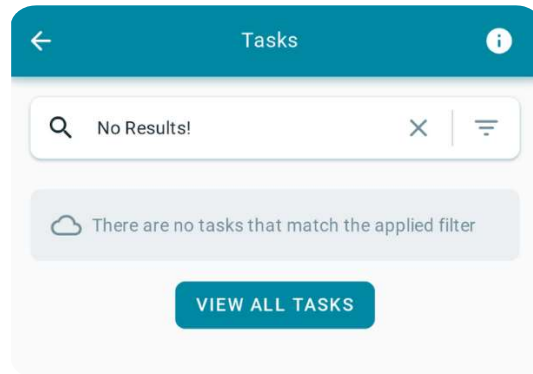 Tasks
No Results!
There are no tasks that match the applied filter
VIEW ALL TASKS